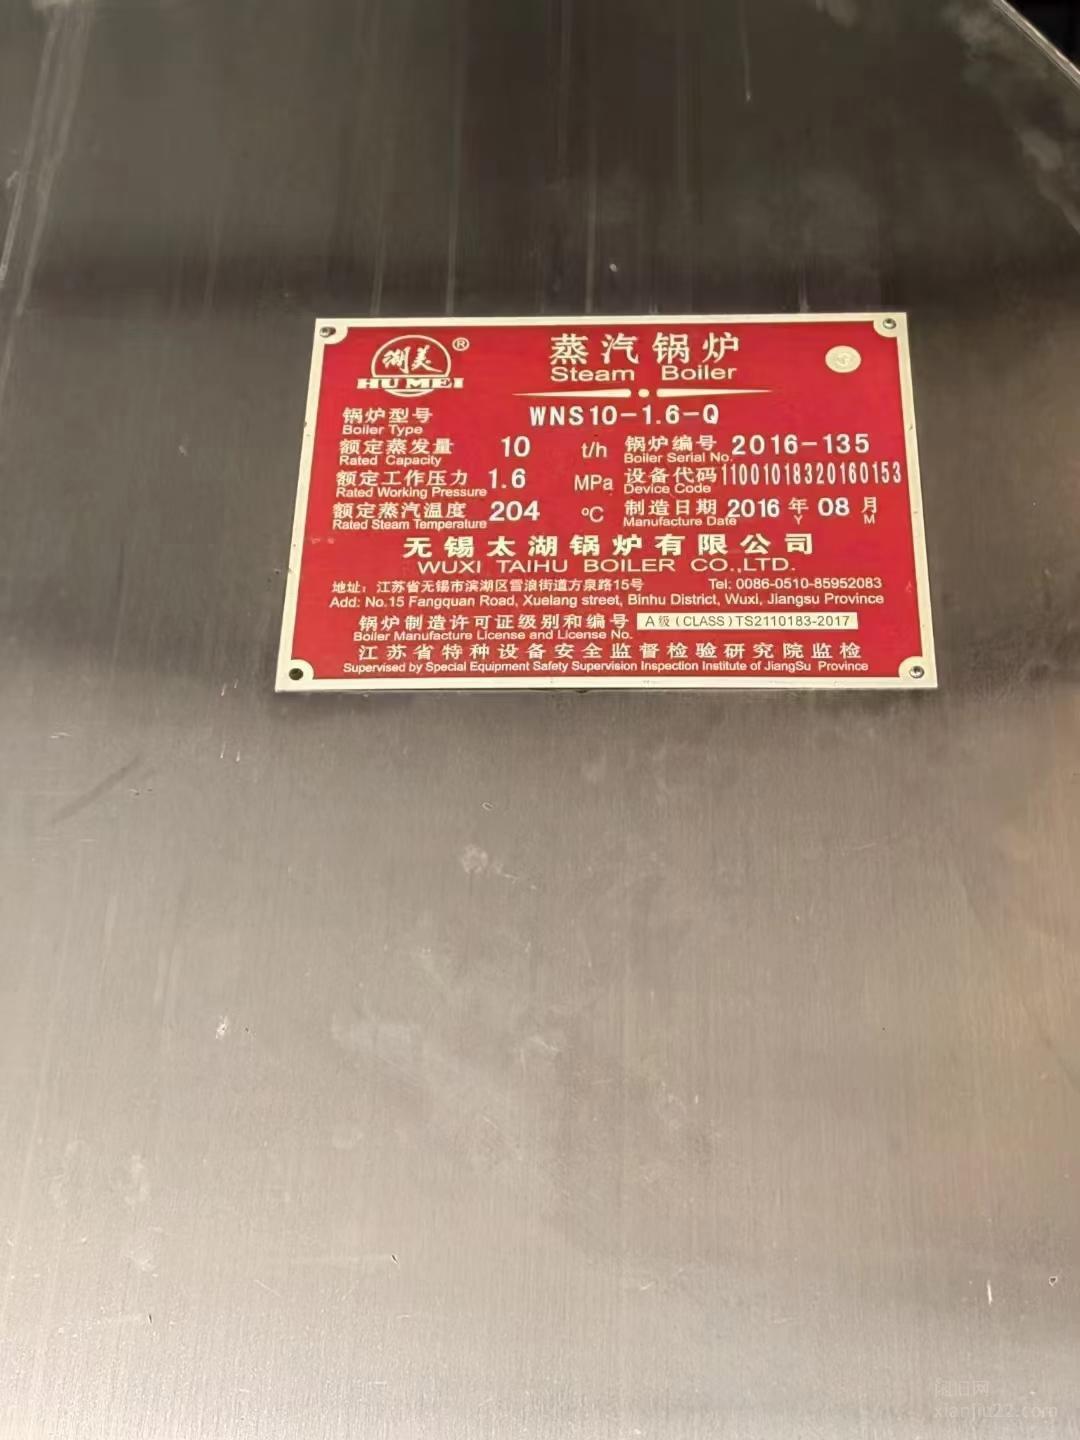 湖美
HUMEI ®
蒸汽锅炉
Steam Boiler
3
锅炉型号 WNS10-1.6-Q
Boiler Type
额定蒸发量 10 t/h 锅炉编号 2016-135
Rated Capacity Boiler Serial No.
额定工作压力 1.6 MPa 设备代码 11001018320160153
Rated Working Pressure Device Code
额定蒸汽温度 204 ºC 制造日期 2016 年 08 月
Rated Steam Temperature Manufacture Date Y M
无锡太湖锅炉有限公司
WUXI TAIHU BOILER CO.,LTD.
地址：江苏省无锡市滨湖区雪浪街道方泉路15号 Tel: 0086-0510-85952083
Add: No.15 Fangquan Road, Xuelang street, Binhu District, Wuxi, Jiangsu Province
锅炉制造许可证级别和编号 A级(CLASS)TS2110183-2017
Boiler Manufacture License and License No.
江苏省特种设备安全监督检验研究院监检
Supervised by Special Equipment Safety Supervision Inspection Institute of JiangSu Province
xianjiu22.com